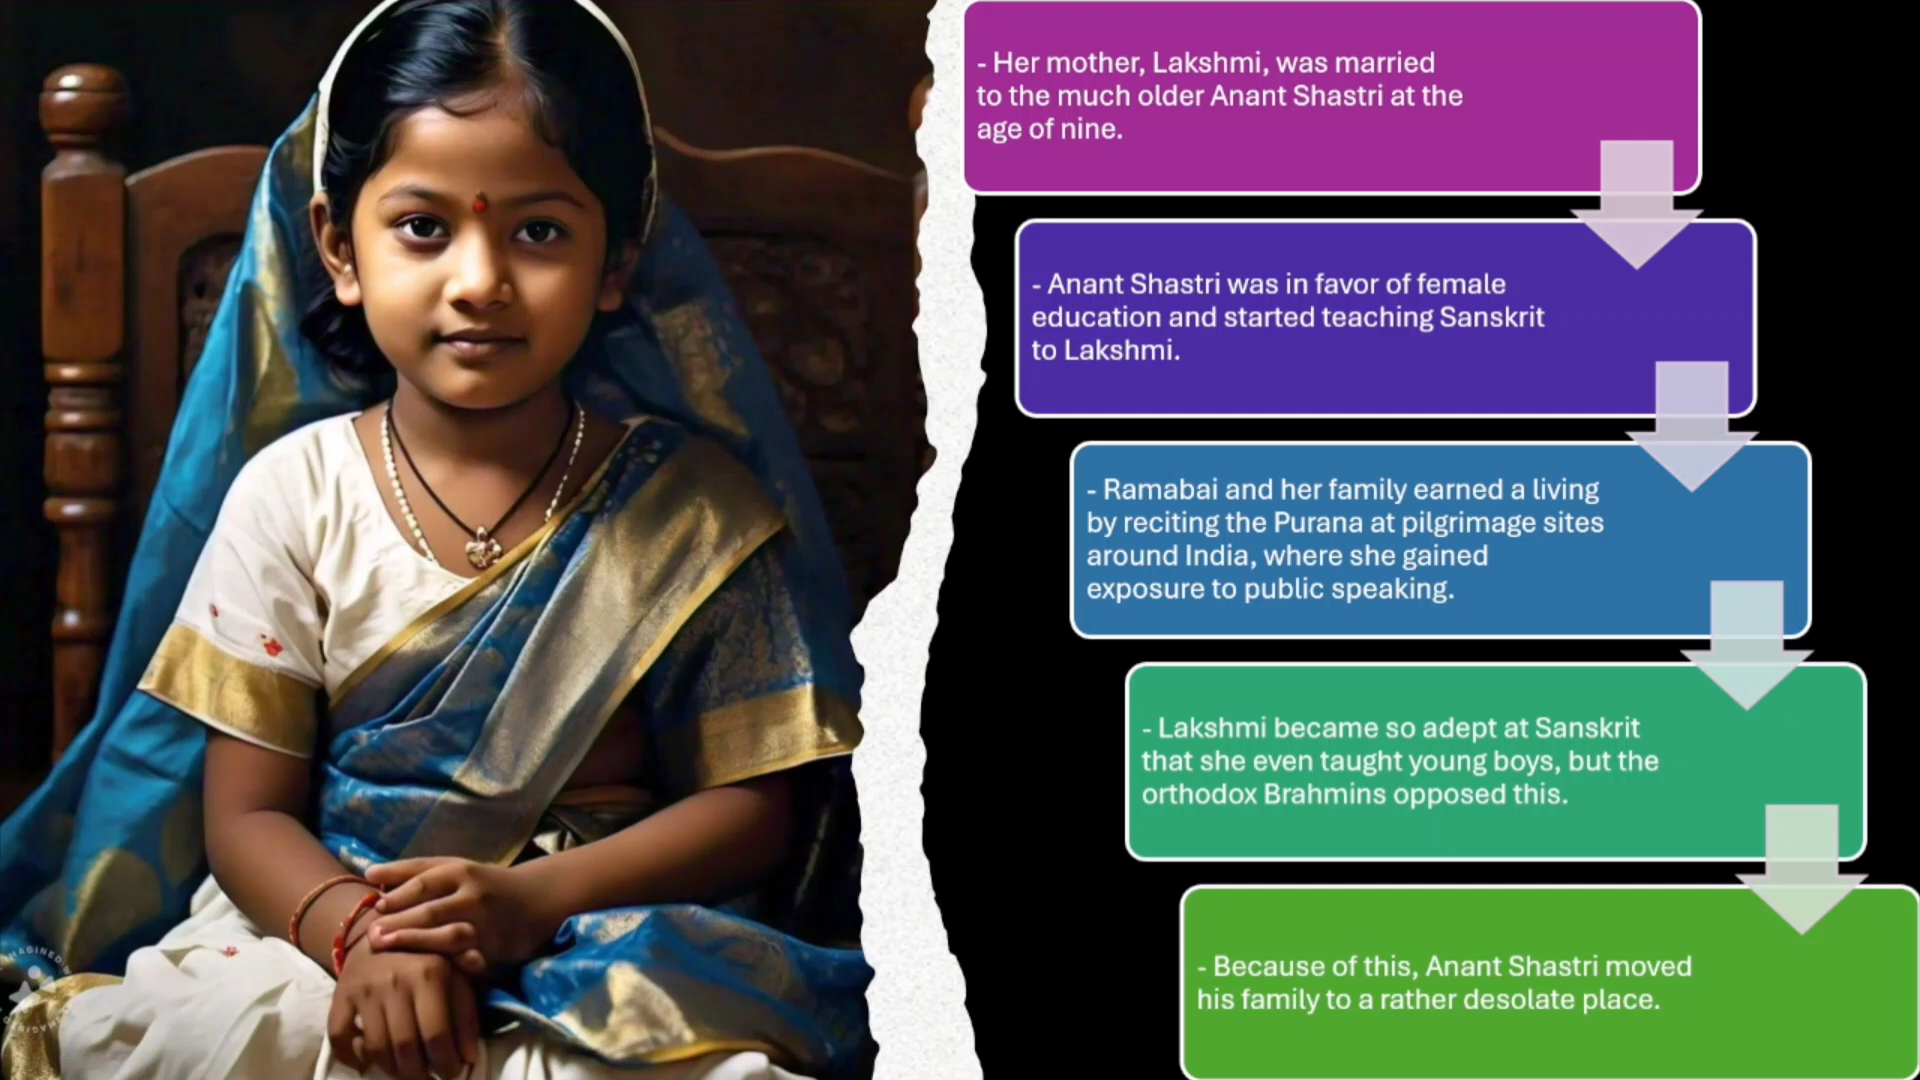 - Her mother, Lakshmi, was married
to the much older Anant Shastri at the
age of nine.
- Anant Shastri was in favor of female
education and started teaching Sanskrit
to Lakshmi.
- Ramabai and her family earned a living
by reciting the Purana at pilgrimage sites
around India, where she gained
exposure to public speaking.
- Lakshmi became so adept at Sanskrit
that she even taught young boys, but the
orthodox Brahmins opposed this.
- Because of this, Anant Shastri moved
his family to a rather desolate place.